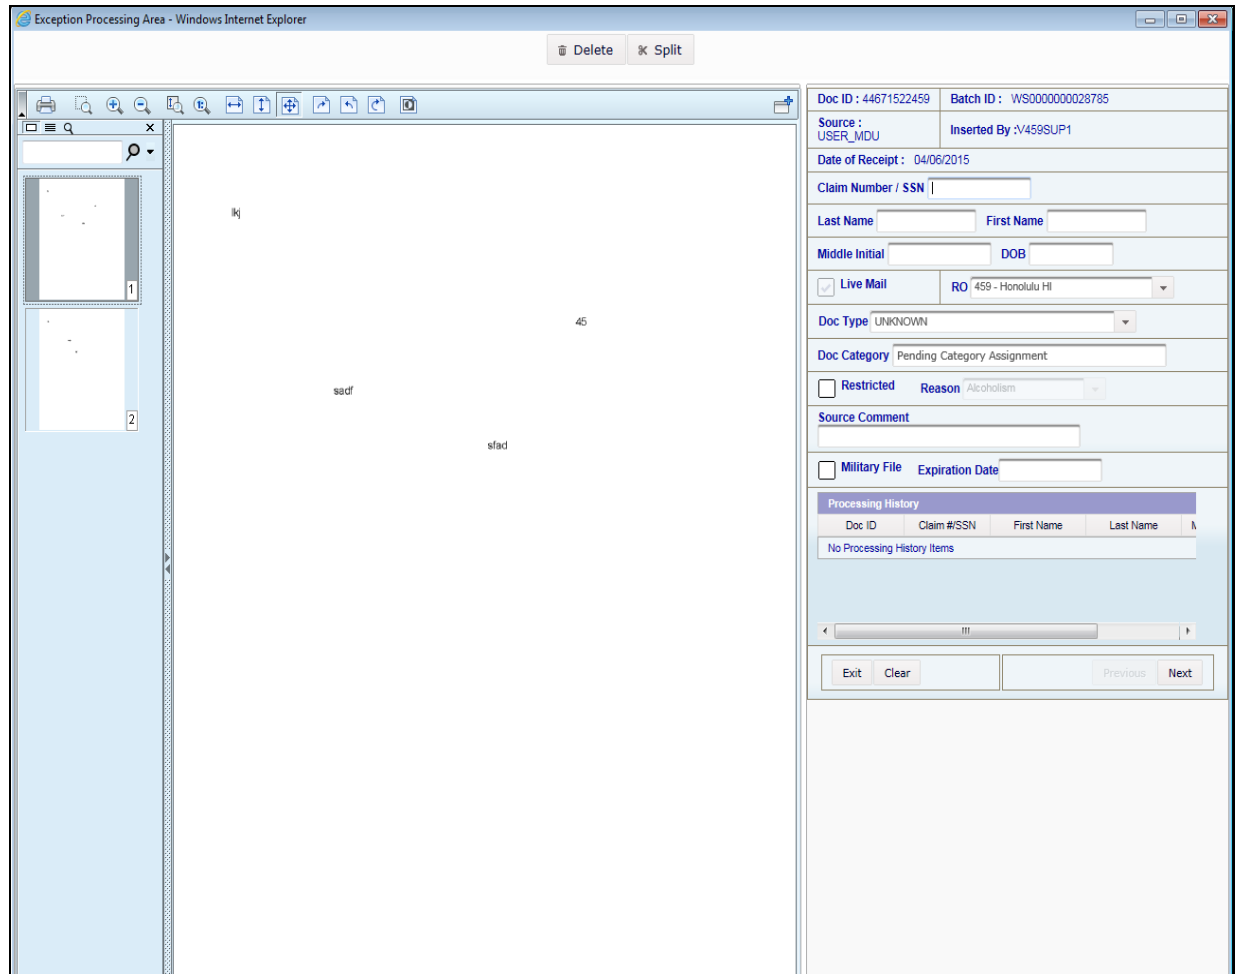 Exception Processing Area - Windows Internet Explorer
Delete Split
Doc ID : 44671522459 Batch ID : WS0000000028785
Source : USER_MDU Inserted By :V459SUP1
Date of Receipt : 04/06/2015
Claim Number / SSN
Last Name First Name
Middle Initial DOB
Live Mail RO 459 - Honolulu HI
Doc Type UNKNOWN
Doc Category Pending Category Assignment
Restricted Reason Alcoholism
Source Comment
Military File Expiration Date
Processing History
Doc ID Claim #/SSN First Name Last Name M
No Processing History Items
Exit Clear Previous Next
X
1
2
lkj
45
sadf
sfad